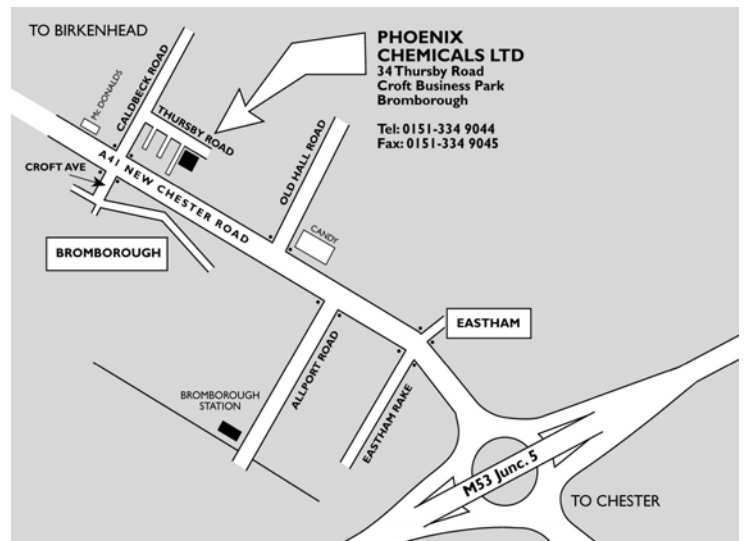 TO BIRKENHEAD
PHOENIX
CHEMICALS LTD
34 Thursby Road
Croft Business Park
Bromborough
Tel: 0151-334 9044
Fax: 0151-334 9045
Mc DONALDS
CALDBECK ROAD
THURSBY ROAD
OLD HALL ROAD
CROFT AVE
A41 NEW CHESTER ROAD
CANDY
BROMBOROUGH
EASTHAM
ALLPORT ROAD
BROMBOROUGH
STATION
EASTHAM RAKE
M53 Junc. 5
TO CHESTER